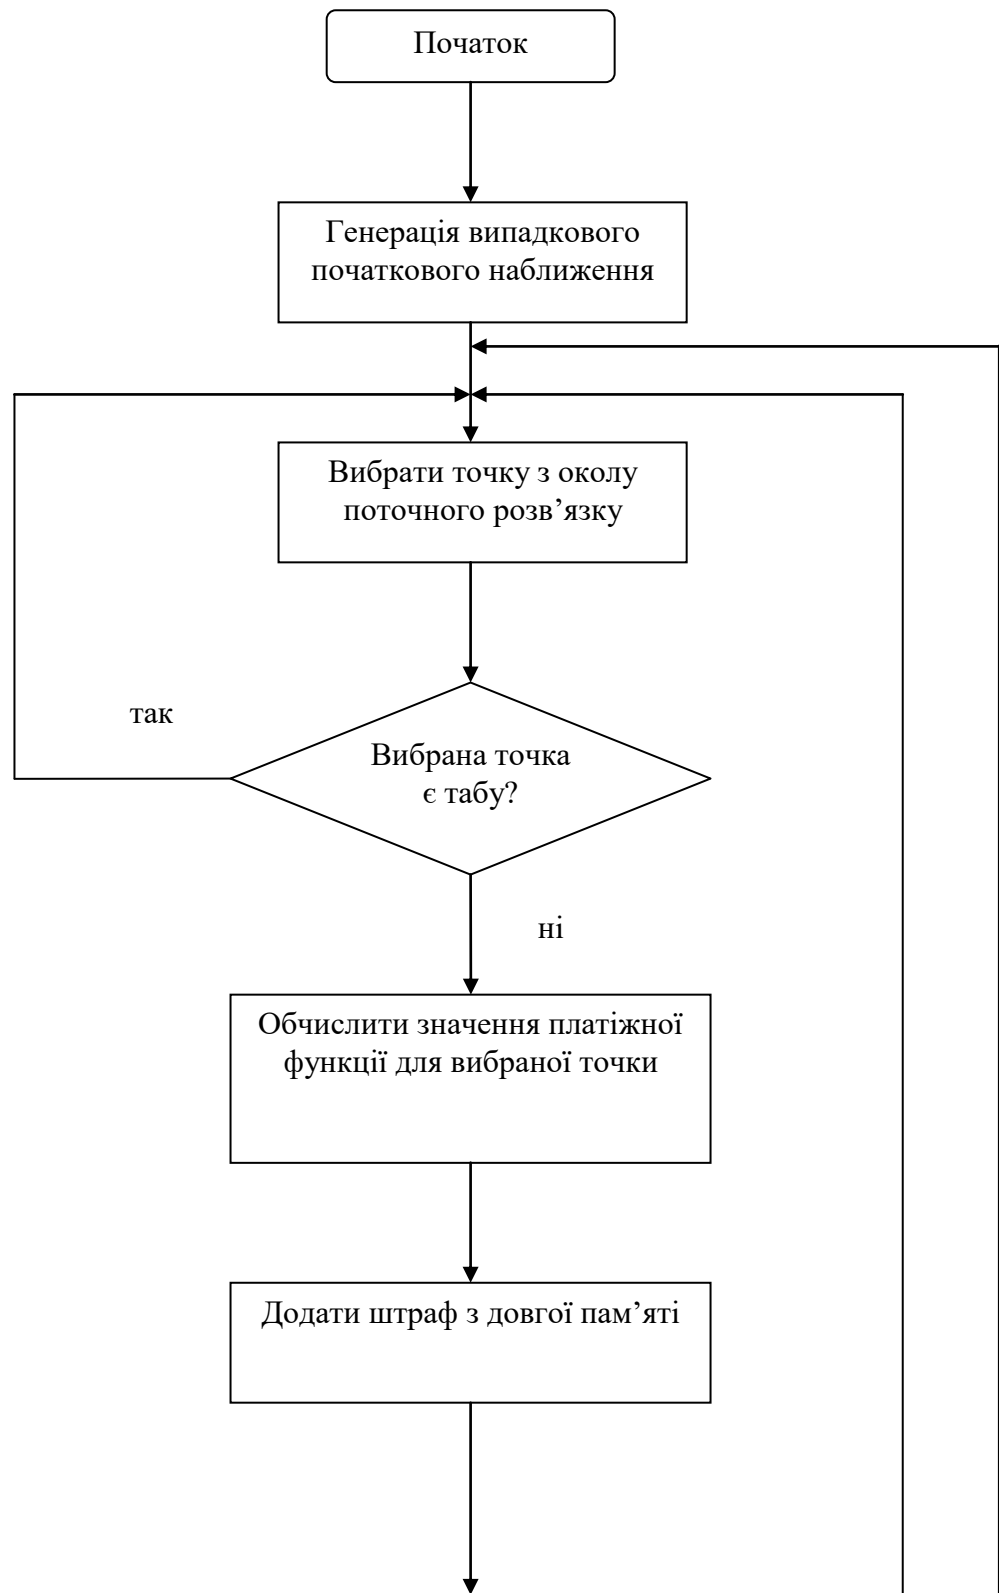 Початок
Генерація випадкового
початкового наближення
Вибрати точку з околу
поточного розв’язку
так
Вибрана точка
є табу?
ні
Обчислити значення платіжної
функції для вибраної точки
Додати штраф з довгої пам’яті